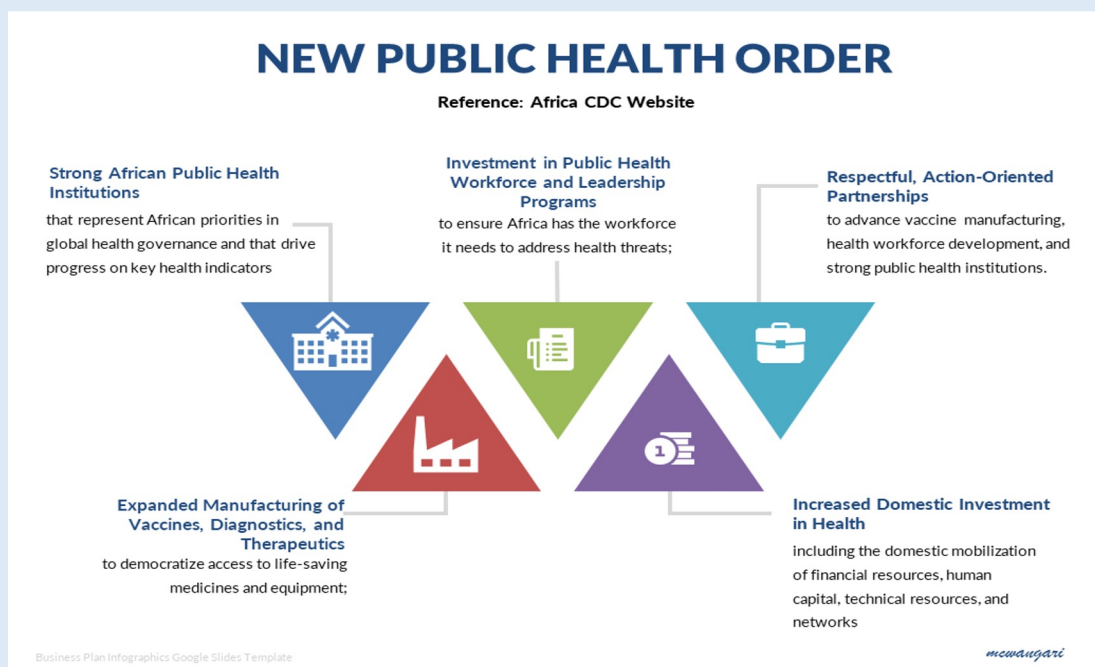 NEW PUBLIC HEALTH ORDER
Reference: Africa CDC Website
Strong African Public Health
Institutions
that represent African priorities in
global health governance and that drive
progress on key health indicators
Investment in Public Health
Workforce and Leadership
Programs
to ensure Africa has the workforce
it needs to address health threats;
Respectful, Action-Oriented
Partnerships
to advance vaccine manufacturing,
health workforce development, and
strong public health institutions.
1
Expanded Manufacturing of
Vaccines, Diagnostics, and
Therapeutics
to democratize access to life-saving
medicines and equipment;
Increased Domestic Investment
in Health
including the domestic mobilization
of financial resources, human
capital, technical resources, and
networks
Business Plan Infographics Google Slides Template
mcwangari